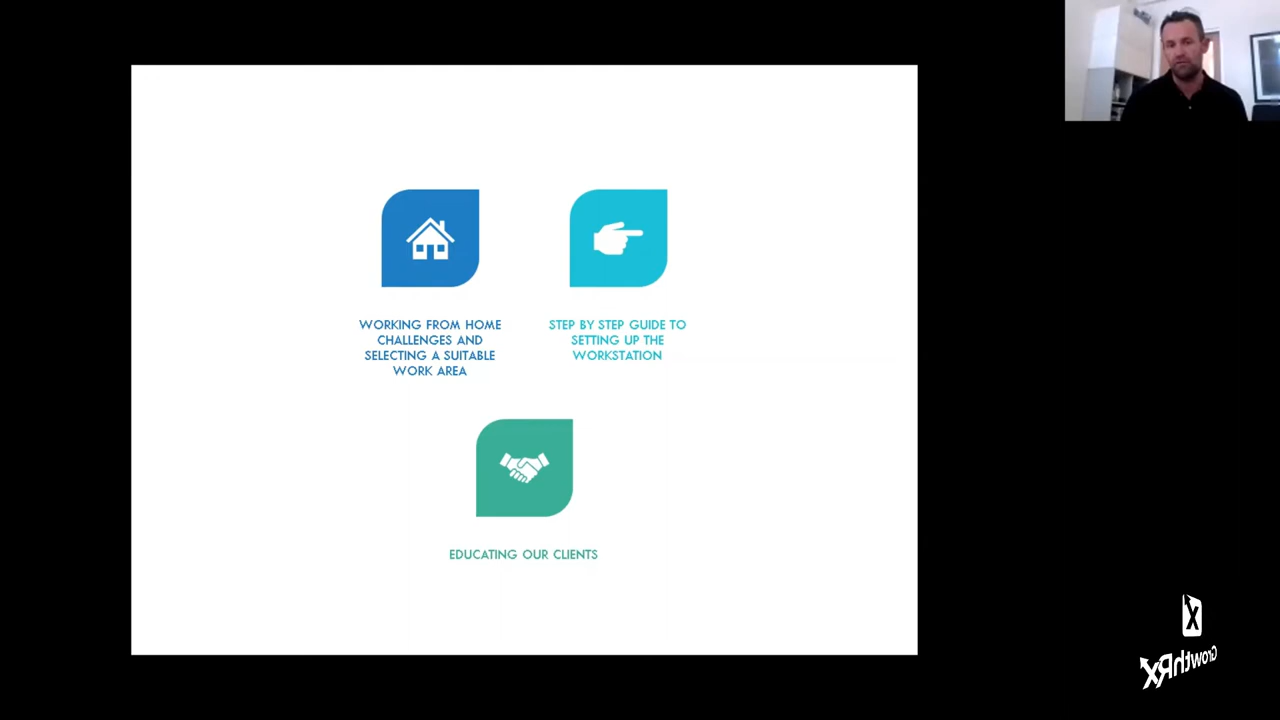 WORKING FROM HOME
CHALLENGES AND
SELECTING A SUITABLE
WORK AREA
STEP BY STEP GUIDE TO
SETTING UP THE
WORKSTATION
EDUCATING OUR CLIENTS
X
GrowthRX